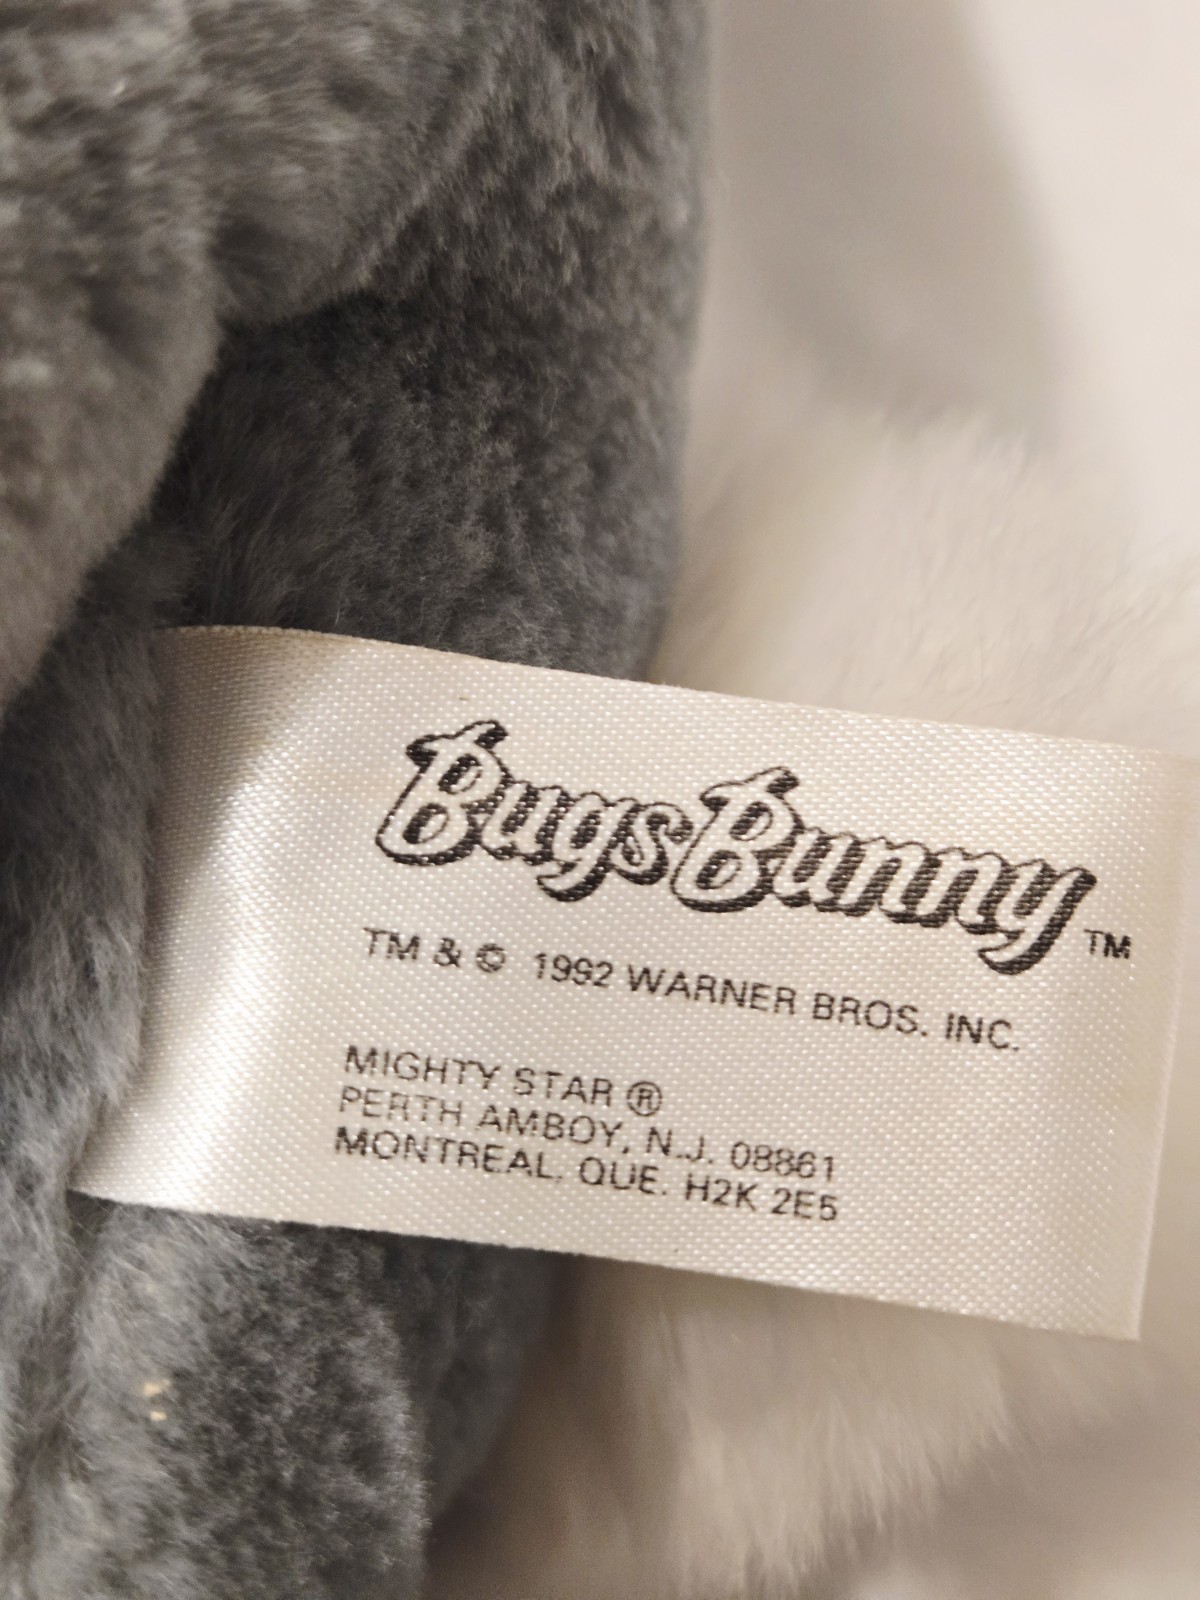 Bugs Bunny TM
TM & © 1992 WARNER BROS. INC.
MIGHTY STAR ®
PERTH AMBOY, N.J. 08861
MONTREAL, QUE. H2K 2E5